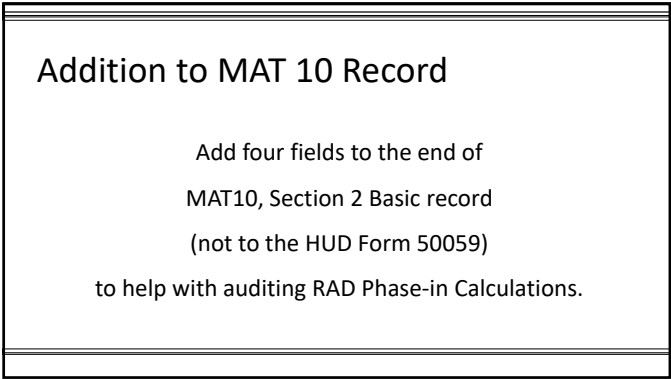 Addition to MAT 10 Record
Add four fields to the end of
MAT10, Section 2 Basic record
(not to the HUD Form 50059)
to help with auditing RAD Phase-in Calculations.